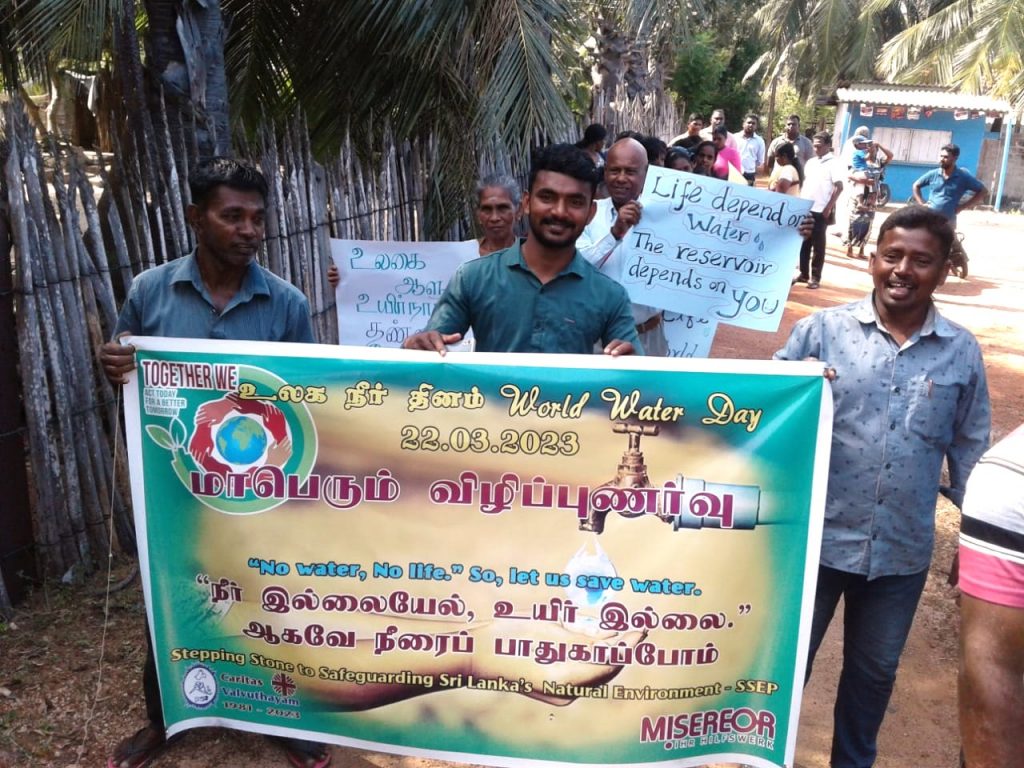 TOGETHER WE
ACT TODAY
FOR A BETTER
TOMORROW
உலக நீர் தினம் World Water Day
22.03.2023
மாபெரும் விழிப்புணர்வு
“No water, No life.” So, let us save water.
“நீர் இல்லையேல், உயிர் இல்லை.”
ஆகவே நீரைப் பாதுகாப்போம்
Stepping Stone to Safeguarding Sri Lanka's Natural Environment - SSEP
Caritas
Valvuthayam
1981 - 2023
MISEREOR
IHR HILFSWERK
உலகை
ஆள
உயிர்நா
Life depend on
Water
The reservoir
depends on you